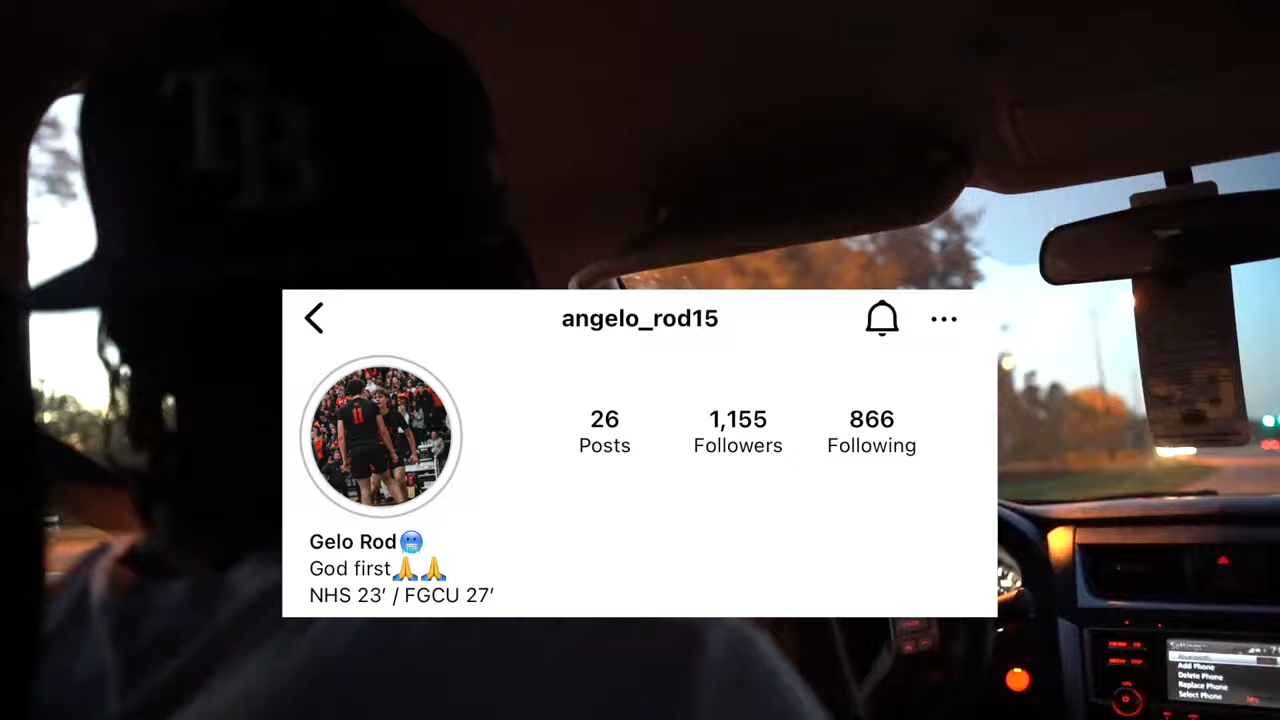 TB
angelo_rod15
11
26
Posts
1,155
Followers
866
Following
Gelo Rod🥶
God first🙏🙏
NHS 23’ / FGCU 27’
Add Phone
Delete Phone
Replace Phone
Select Phone